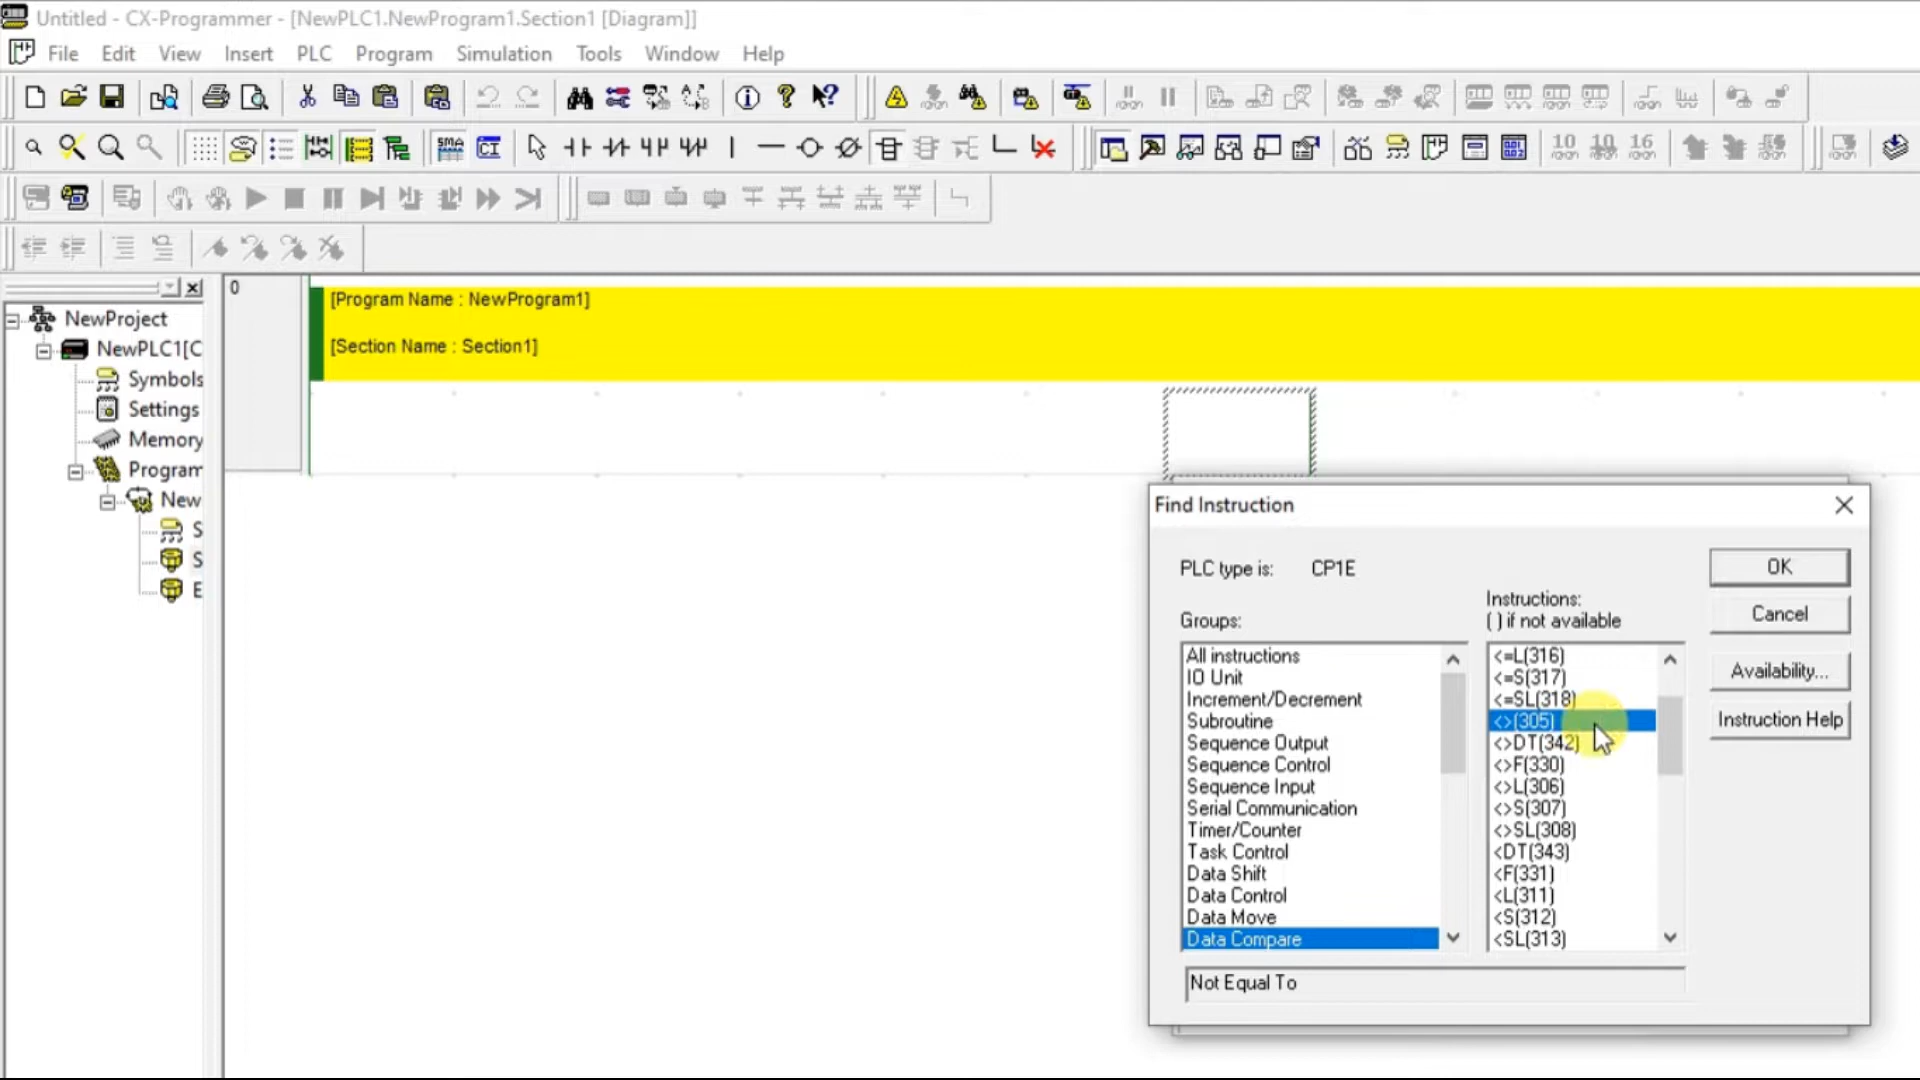 Untitled - CX-Programmer - [NewPLC1.NewProgram1.Section1 [Diagram]]
File Edit View Insert PLC Program Simulation Tools Window Help
SMA CI 10 10 16
0
[Program Name : NewProgram1]
[Section Name : Section1]
NewProject
NewPLC1[C
Symbols
Settings
Memory
Program
New
S
S
E
Find Instruction
PLC type is: CP1E
OK
Cancel
Availability...
Instruction Help
Groups:
All instructions
IO Unit
Increment/Decrement
Subroutine
Sequence Output
Sequence Control
Sequence Input
Serial Communication
Timer/Counter
Task Control
Data Shift
Data Control
Data Move
Data Compare
Instructions:
( ) if not available
<=L(316)
<=S(317)
<=SL(318)
<>(305)
<>DT(342)
<>F(330)
<>L(306)
<>S(307)
<>SL(308)
<DT(343)
<F(331)
<L(311)
<S(312)
<SL(313)
Not Equal To